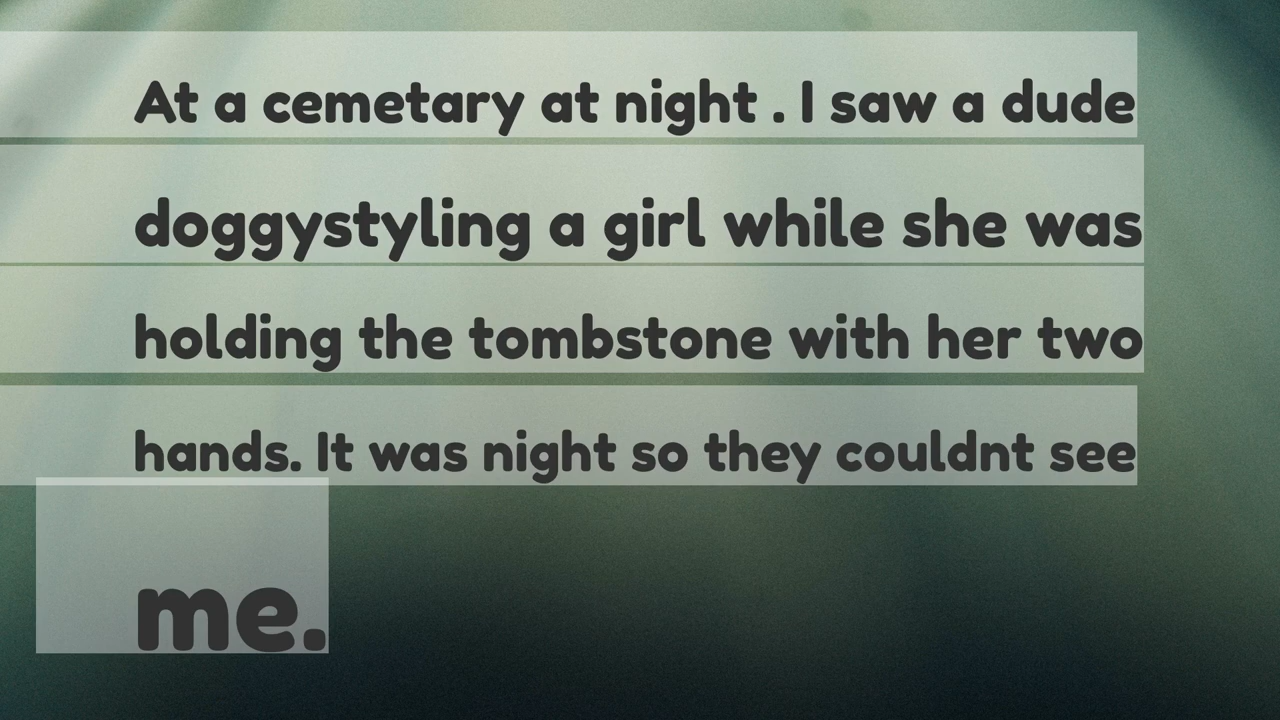 At a cemetary at night . I saw a dude
doggystyling a girl while she was
holding the tombstone with her two
hands. It was night so they couldnt see
me.